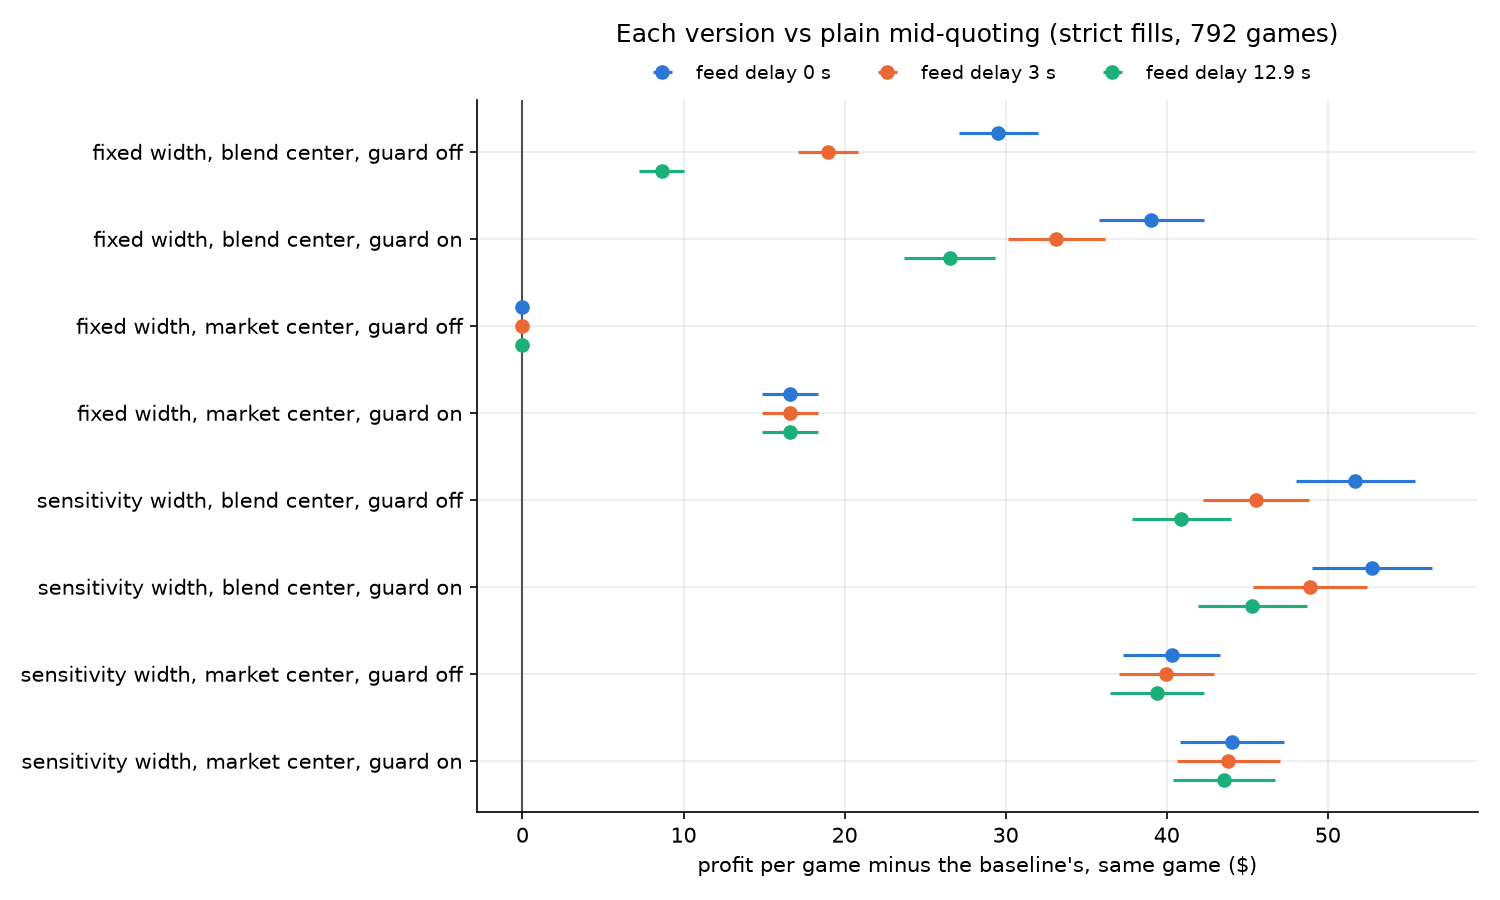 Each version vs plain mid-quoting (strict fills, 792 games)
feed delay 0 s feed delay 3 s feed delay 12.9 s
fixed width, blend center, guard off
fixed width, blend center, guard on
fixed width, market center, guard off
fixed width, market center, guard on
sensitivity width, blend center, guard off
sensitivity width, blend center, guard on
sensitivity width, market center, guard off
sensitivity width, market center, guard on
0 10 20 30 40 50
profit per game minus the baseline's, same game ($)